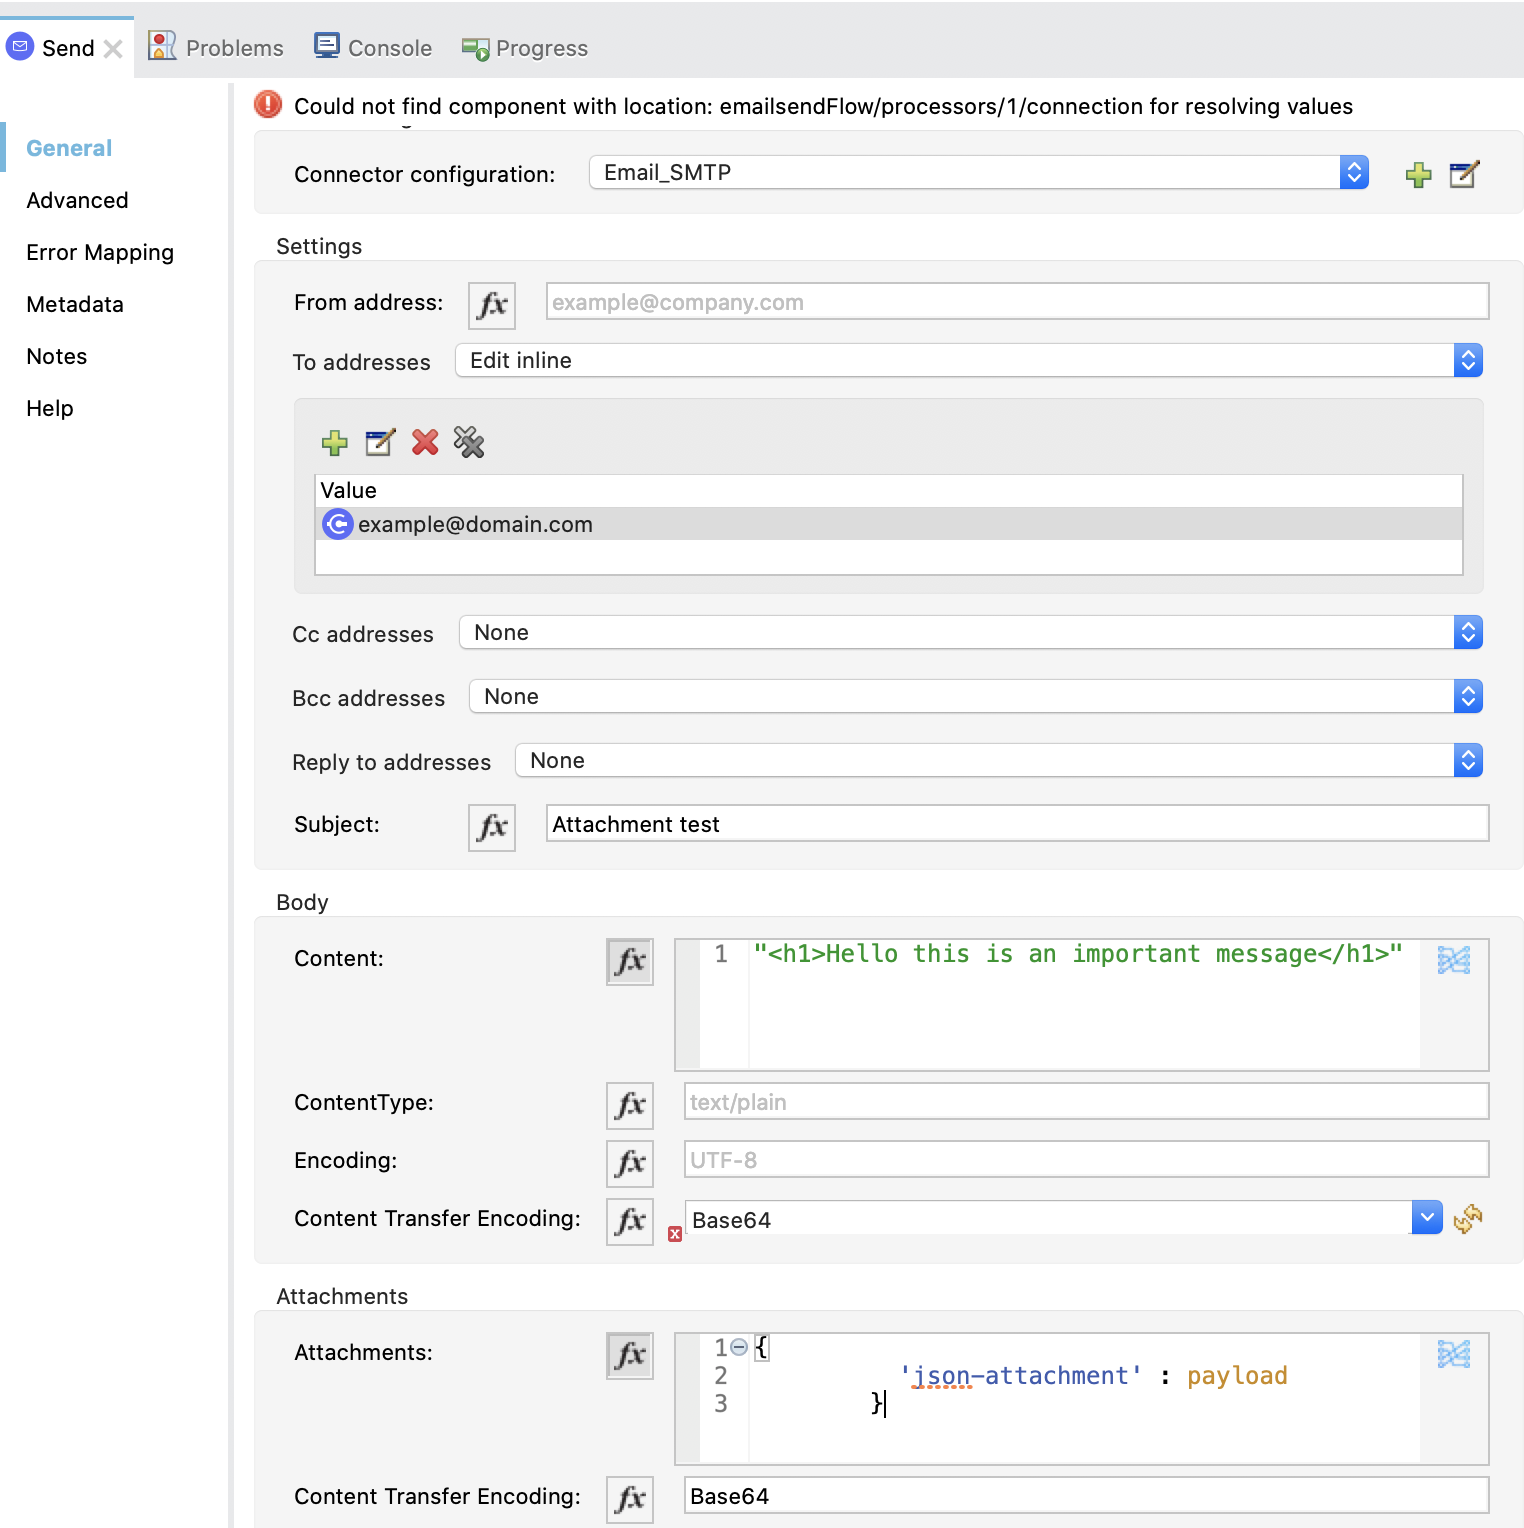 Send
Problems
Console
Progress
Could not find component with location: emailsendFlow/processors/1/connection for resolving values
General
Advanced
Error Mapping
Metadata
Notes
Help
Connector configuration:
Email_SMTP
Settings
From address:
fx
example@company.com
To addresses
Edit inline
Value
example@domain.com
Cc addresses
None
Bcc addresses
None
Reply to addresses
None
Subject:
fx
Attachment test
Body
Content:
fx
1 "<h1>Hello this is an important message</h1>"
ContentType:
fx
text/plain
Encoding:
fx
UTF-8
Content Transfer Encoding:
fx
Base64
Attachments
Attachments:
fx
1 {
2 'json-attachment' : payload
3 }
Content Transfer Encoding:
fx
Base64